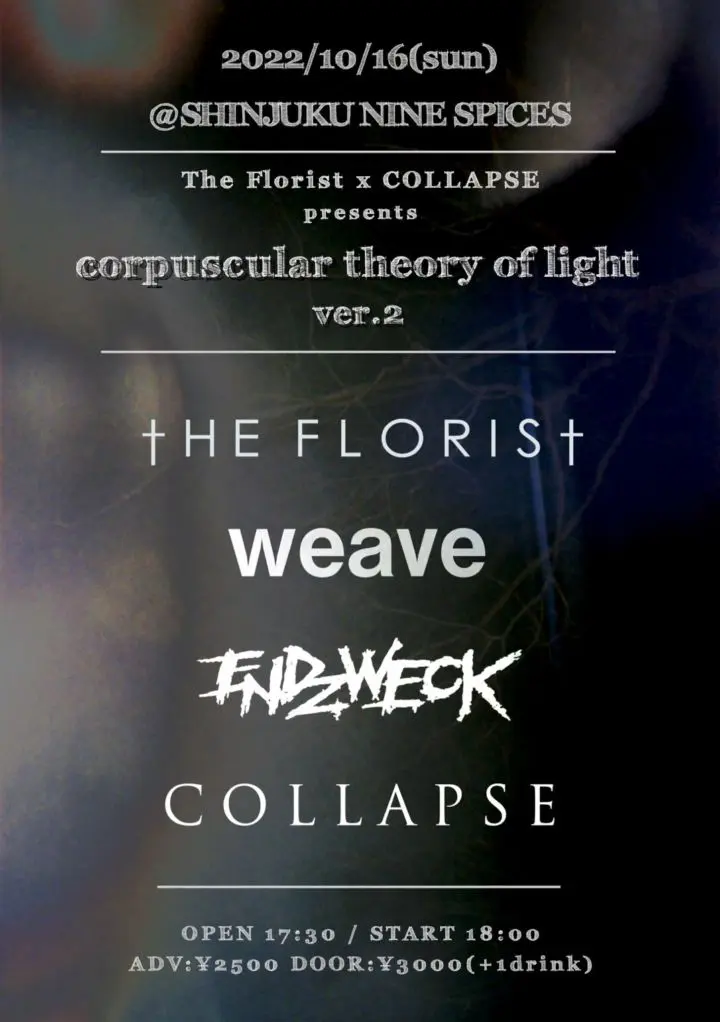 2022/10/16(sun)
@SHINJUKU NINE SPICES
The Florist x COLLAPSE
presents
corpuscular theory of light
ver.2
†HE FLORIS†
weave
ENDZWECK
COLLAPSE
OPEN 17:30 / START 18:00
ADV:¥2500 DOOR:¥3000(+1drink)